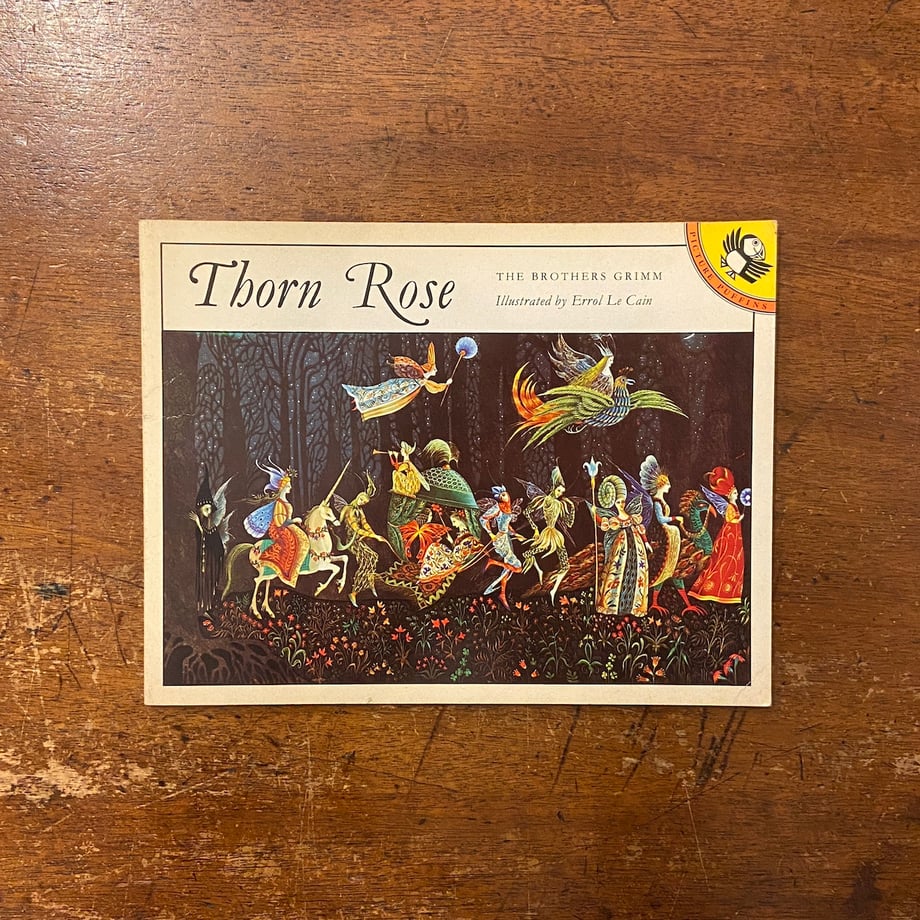 Thorn Rose
THE BROTHERS GRIMM
Illustrated by Errol Le Cain
PICTURE PUFFINS